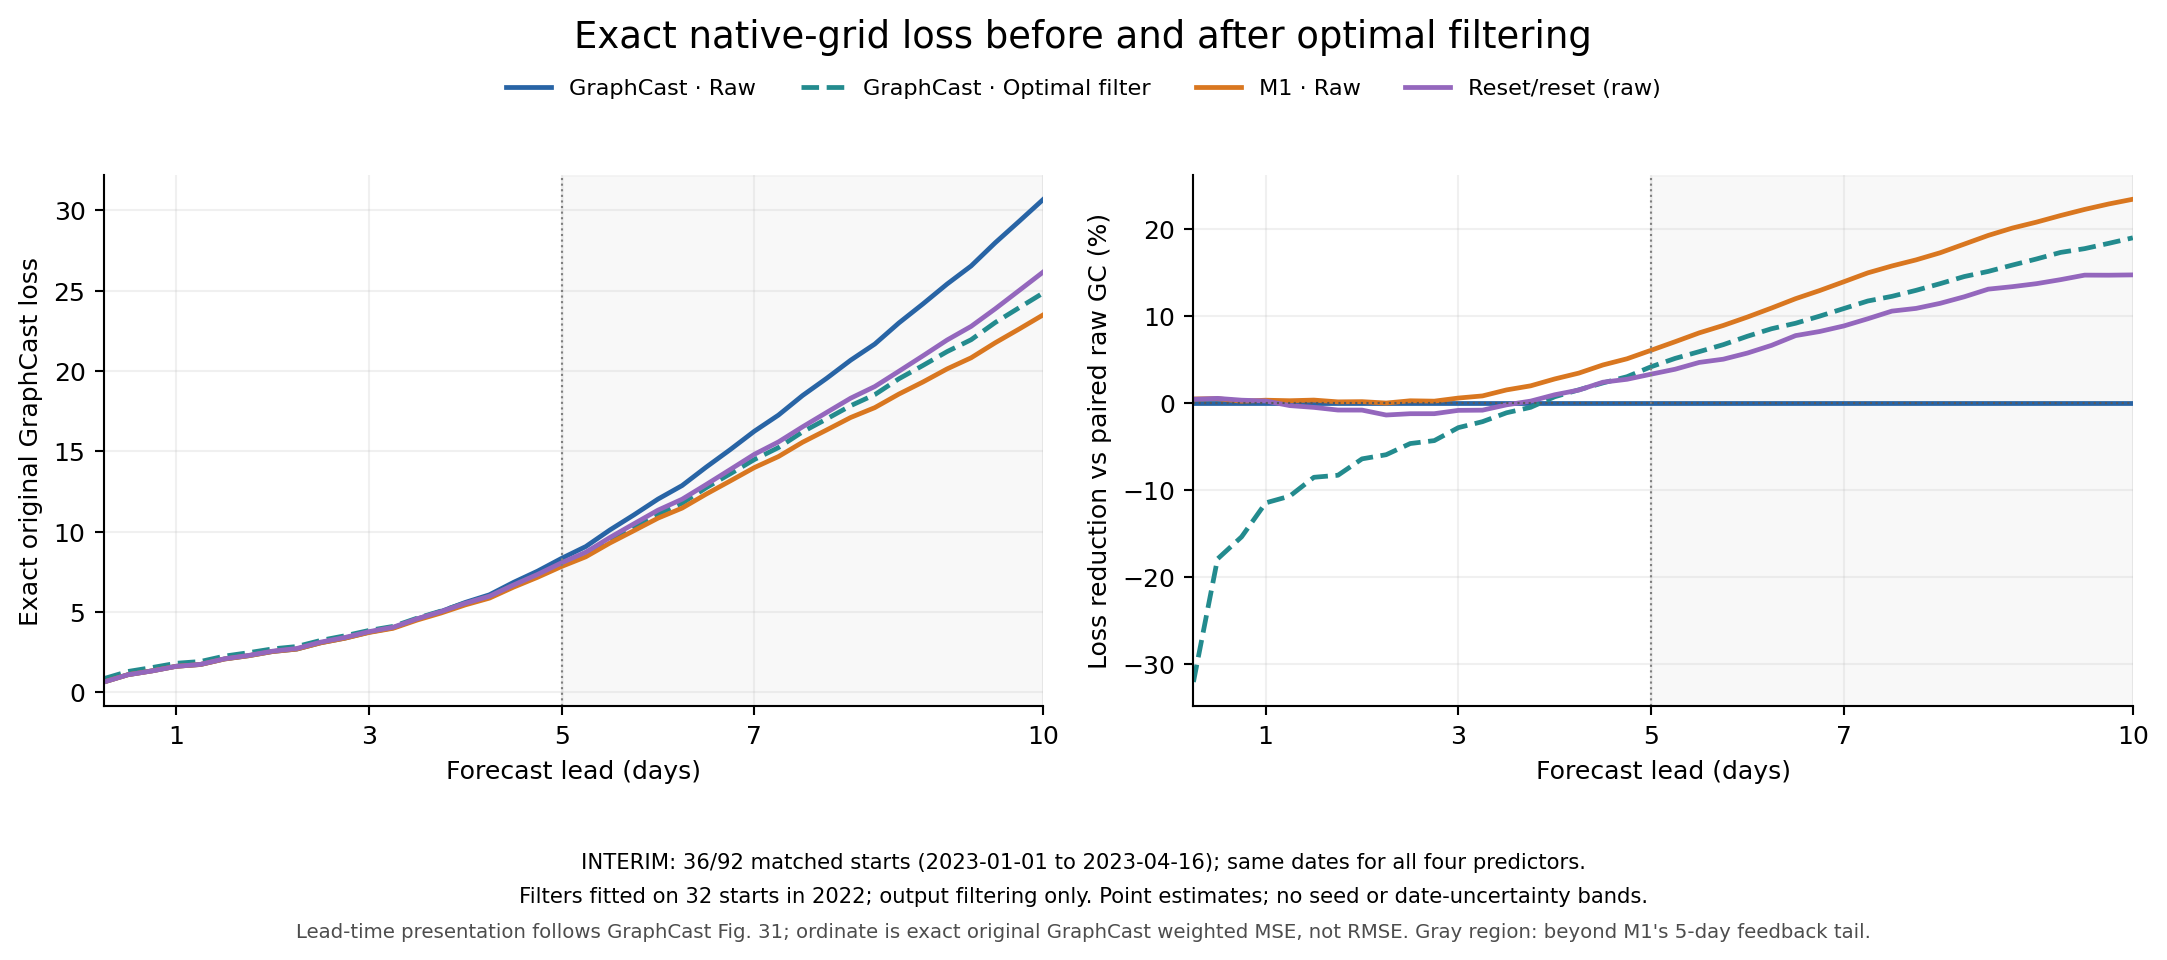 Exact native-grid loss before and after optimal filtering
GraphCast · Raw
GraphCast · Optimal filter
M1 · Raw
Reset/reset (raw)
Exact original GraphCast loss
30
25
20
15
10
5
0
1
3
5
7
10
Forecast lead (days)
Loss reduction vs paired raw GC (%)
20
10
0
−10
−20
−30
1
3
5
7
10
Forecast lead (days)
INTERIM: 36/92 matched starts (2023-01-01 to 2023-04-16); same dates for all four predictors.
Filters fitted on 32 starts in 2022; output filtering only. Point estimates; no seed or date-uncertainty bands.
Lead-time presentation follows GraphCast Fig. 31; ordinate is exact original GraphCast weighted MSE, not RMSE. Gray region: beyond M1's 5-day feedback tail.